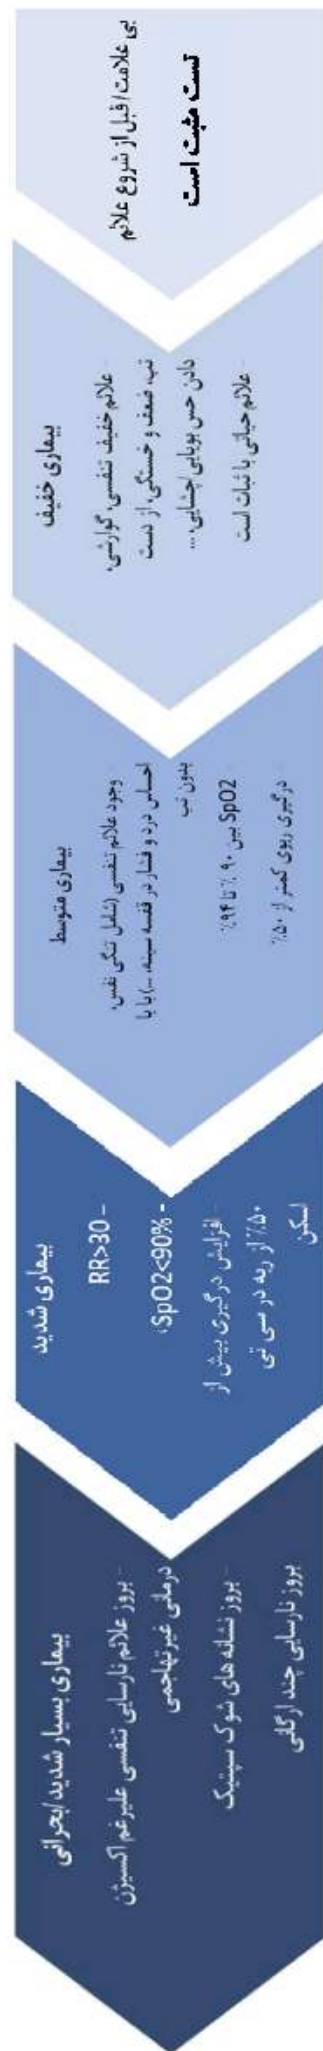 بی علامت/ قبل از شروع علائم
تست مثبت است
بیماری خفیف
- علائم خفیف تنفسی، گوارشی،
تب، ضعف و خستگی، از دست
دادن حس بویایی/چشایی، ...
- علائم حیاتی با ثبات است
بیماری متوسط
- وجود علائم تنفسی (شامل تنگی نفس،
احساس درد و فشار در قفسه سینه، ...) با یا
بدون تب
- SpO2 بین ۹۰٪ تا ۹۴٪
- درگیری ریوی کمتر از ۵۰٪
بیماری شدید
- RR>30
- SpO2<90%،
- افزایش درگیری بیش از
۵۰٪ از ریه در سی تی
اسکن
بیماری بسیار شدید/بحرانی
- بروز علائم نارسایی تنفسی علیرغم اکسیژن
درمانی غیرتهاجمی
- بروز نشانه های شوک سپتیک
- بروز نارسایی چند ارگانی